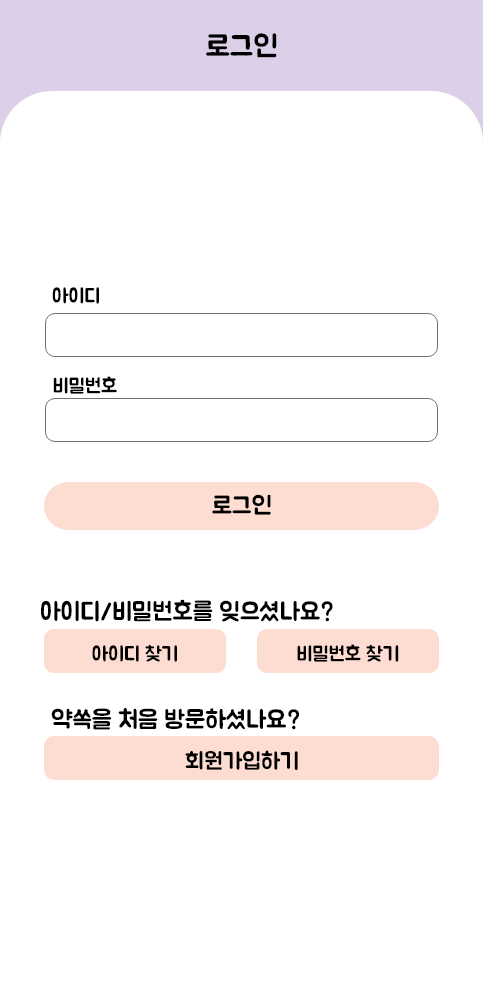 로그인
아이디
비밀번호
로그인
아이디/비밀번호를 잊으셨나요?
아이디 찾기
비밀번호 찾기
약쏙을 처음 방문하셨나요?
회원가입하기